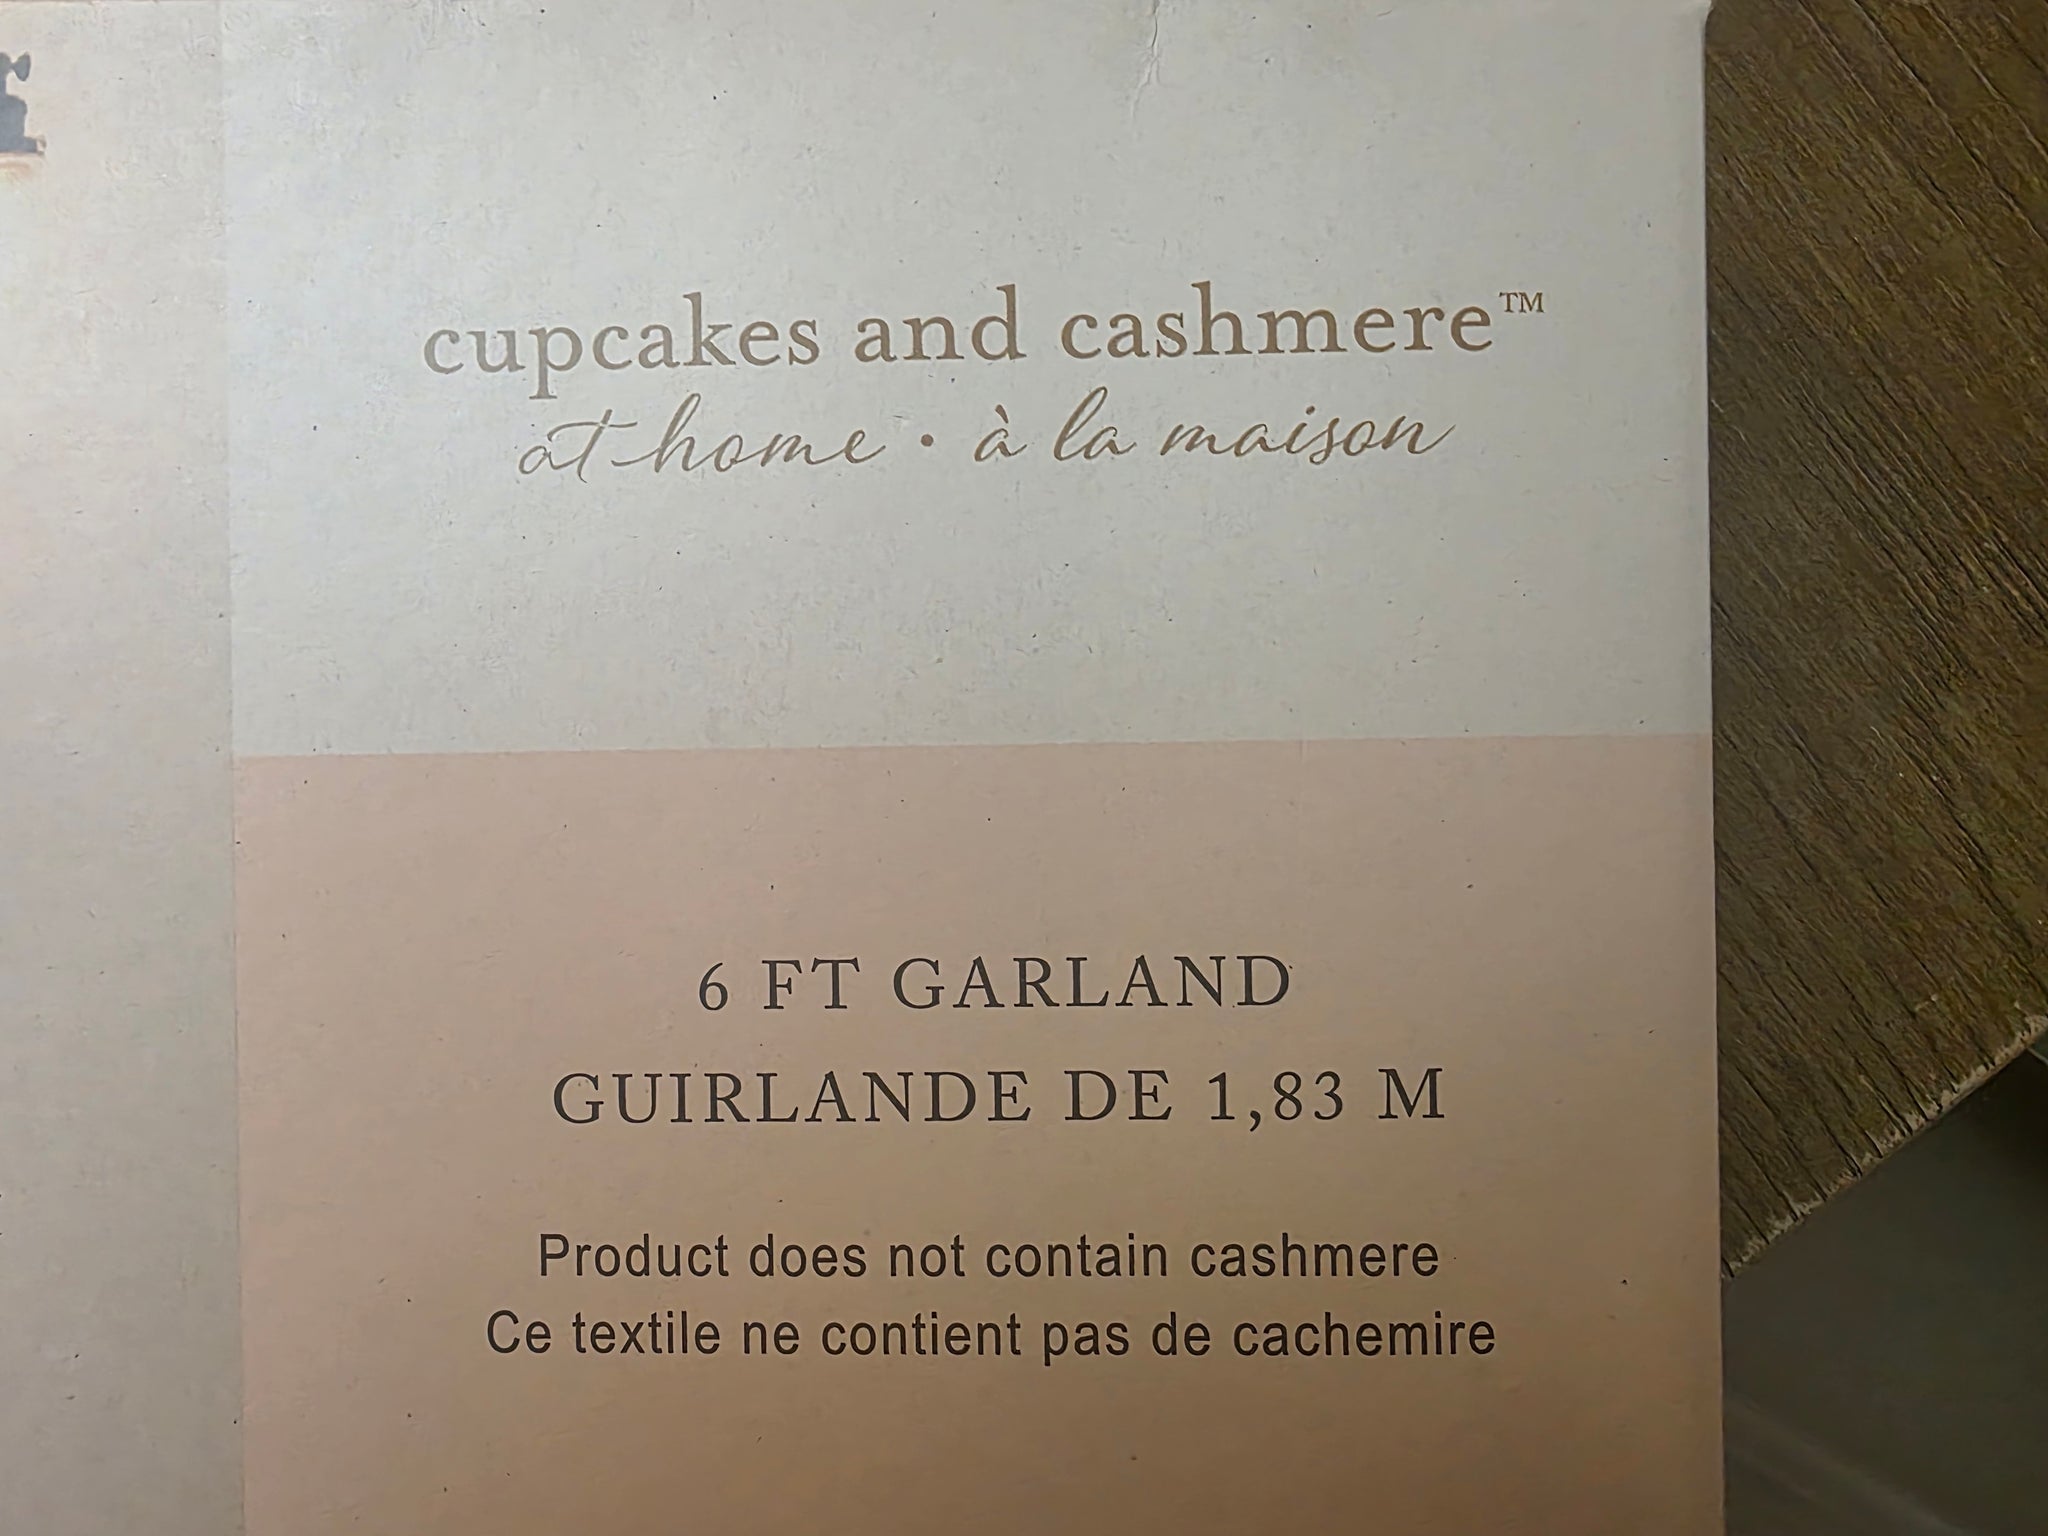 cupcakes and cashmere™
at home · à la maison
6 FT GARLAND
GUIRLANDE DE 1,83 M
Product does not contain cashmere
Ce textile ne contient pas de cachemire